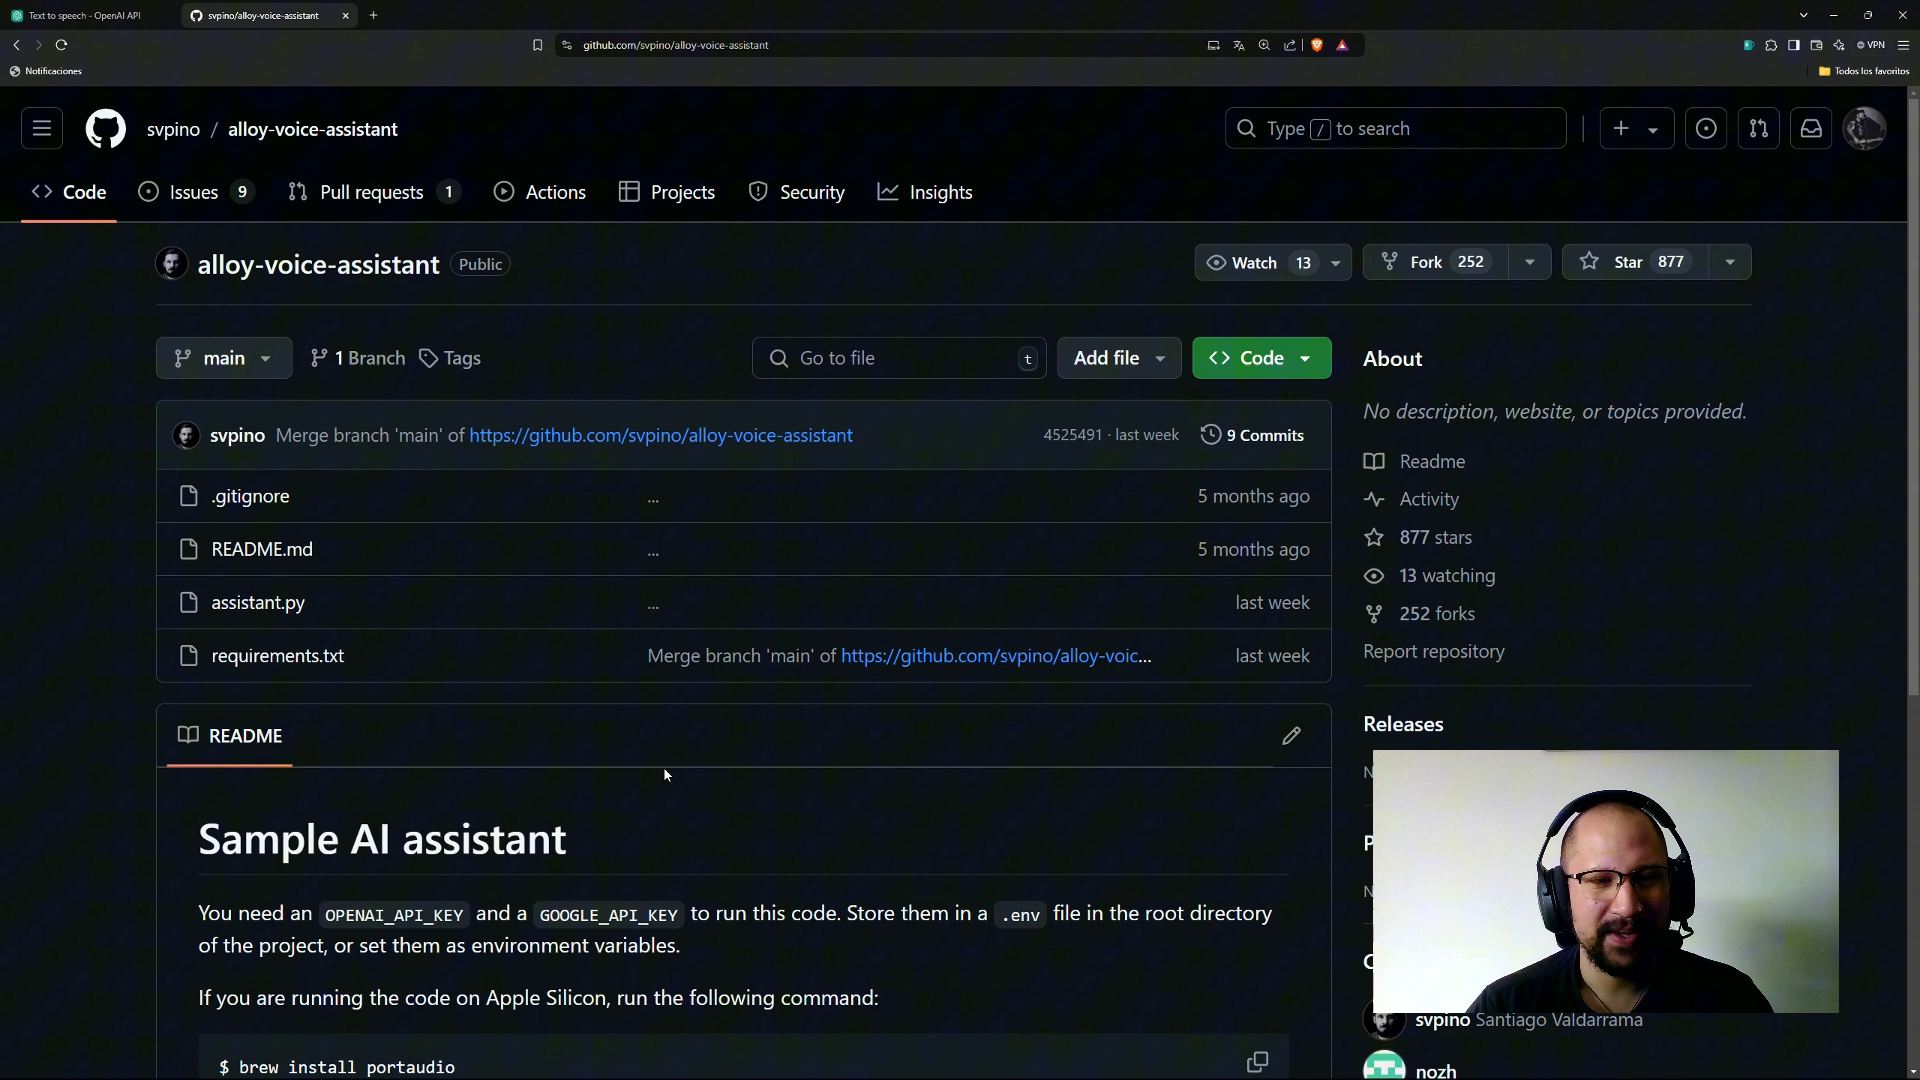 Text to speech - OpenAI API
svpino/alloy-voice-assistant
github.com/svpino/alloy-voice-assistant
VPN
Notificaciones
Todos los favoritos
svpino / alloy-voice-assistant
Type / to search
Code
Issues 9
Pull requests 1
Actions
Projects
Security
Insights
alloy-voice-assistant Public
Watch 13
Fork 252
Star 877
main
1 Branch
Tags
Go to file t
Add file
Code
About
No description, website, or topics provided.
svpino Merge branch 'main' of https://github.com/svpino/alloy-voice-assistant
4525491 · last week
9 Commits
.gitignore ... 5 months ago
README.md ... 5 months ago
assistant.py ... last week
requirements.txt Merge branch 'main' of https://github.com/svpino/alloy-voic... last week
Readme
Activity
877 stars
13 watching
252 forks
Report repository
Releases
README
Sample AI assistant
You need an OPENAI_API_KEY and a GOOGLE_API_KEY to run this code. Store them in a .env file in the root directory
of the project, or set them as environment variables.
If you are running the code on Apple Silicon, run the following command:
$ brew install portaudio
svpino Santiago Valdarrama
nozh